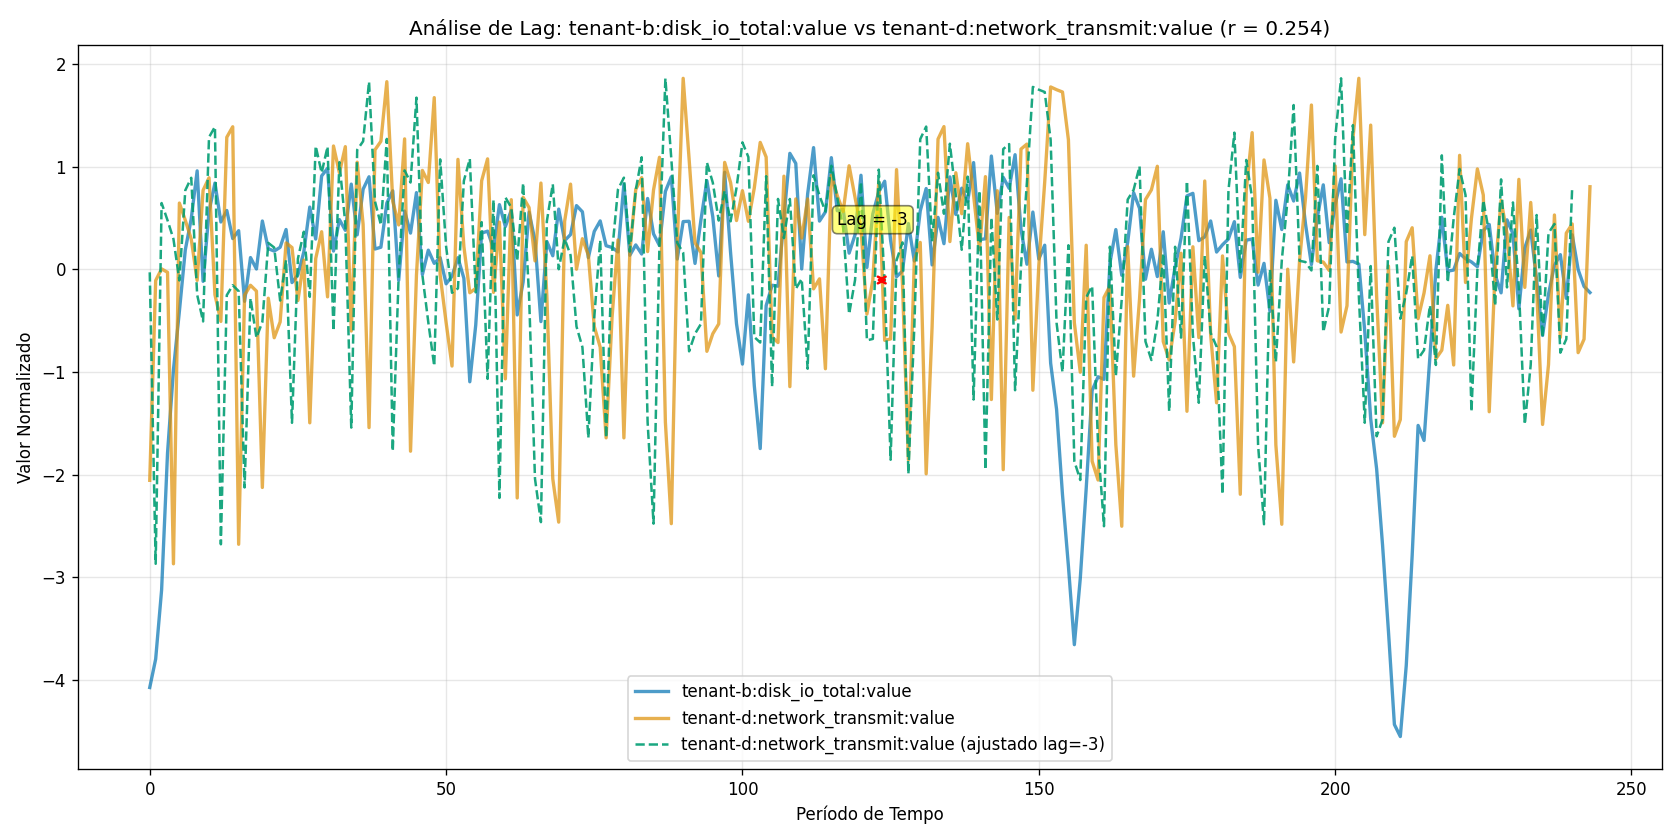 Análise de Lag: tenant-b:disk_io_total:value vs tenant-d:network_transmit:value (r = 0.254)
Valor Normalizado
2
1
0
−1
−2
−3
−4
Lag = -3
tenant-b:disk_io_total:value
tenant-d:network_transmit:value
tenant-d:network_transmit:value (ajustado lag=-3)
0
50
100
150
200
250
Período de Tempo